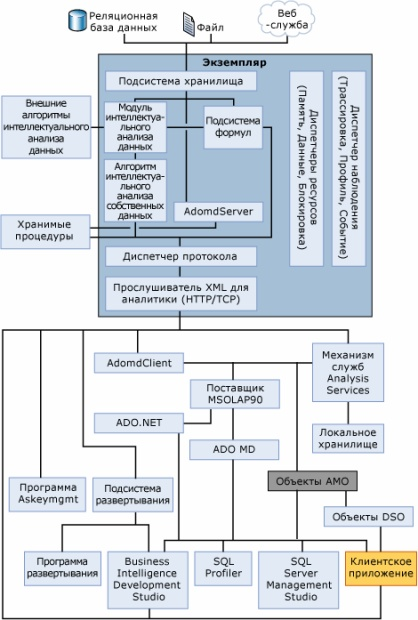 Реляционная
база данных
Файл
Веб
-служба
Экземпляр
Подсистема хранилища
Внешние
алгоритмы
интеллектуального
анализа
данных
Модуль
интеллектуа-
льного
анализа
данных
Подсистема
формул
Алгоритм
интеллектуа-
льного
анализа
собственных
данных
AdomdServer
Диспетчеры ресурсов
(Память, Данные, Блокировка)
Диспетчер наблюдения
(Трассировка, Профиль, Событие)
Хранимые
процедуры
Диспетчер протокола
Прослушиватель XML для
аналитики (HTTP/TCP)
AdomdClient
Механизм
служб
Analysis
Services
Поставщик
MSOLAP90
ADO.NET
Локальное
хранилище
ADO MD
Программа
Askeymgmt
Подсистема
развертывания
Объекты AMO
Объекты DSO
Программа
развертывания
Business
Intelligence
Development
Studio
SQL
Profiler
SQL
Server
Management
Studio
Клиентское
приложение